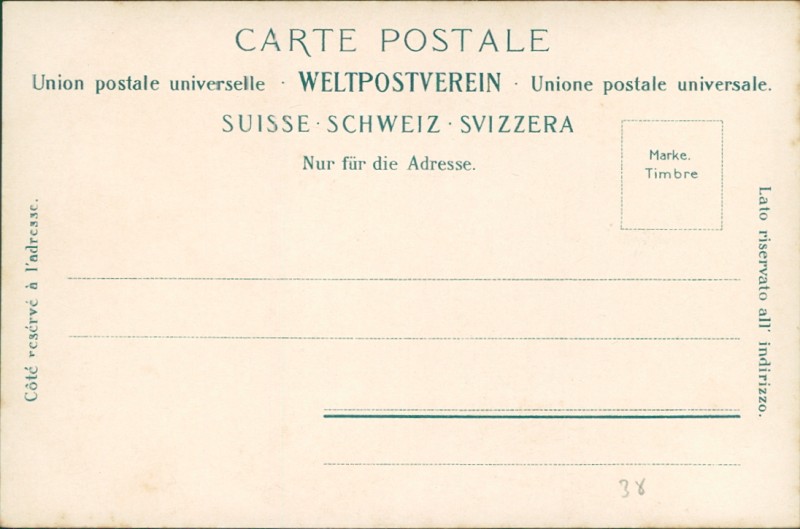 CARTE POSTALE
Union postale universelle · WELTPOSTVEREIN · Unione postale universale.
SUISSE · SCHWEIZ · SVIZZERA
Nur für die Adresse.
Marke.
Timbre
Côté resérvé à l'adresse.
Lato riservato all' indirizzo.
38